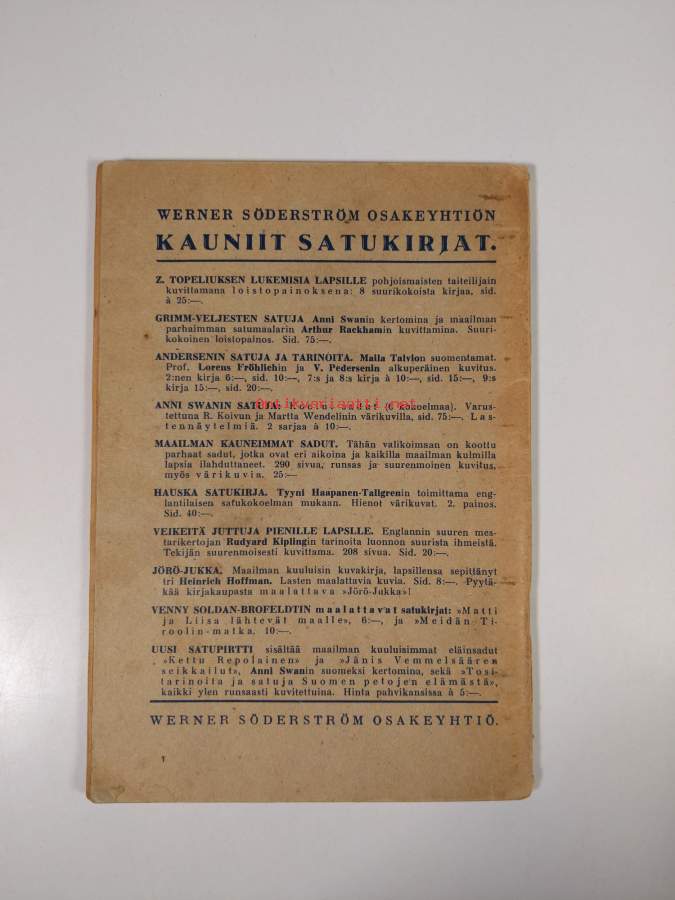 WERNER SÖDERSTRÖM OSAKEYHTIÖN
KAUNIIT SATUKIRJAT.
Z. TOPELIUKSEN LUKEMISIA LAPSILLE pohjoismaisten taiteilijain
kuvittamana loistopainoksena: 8 suurikokoista kirjaa, sid.
à 25:—.
GRIMM-VELJESTEN SATUJA Anni Swanin kertomina ja maailman
parhaimman satumaalarin Arthur Rackhamin kuvittamina. Suuri-
kokoinen loistopainos. Sid. 75:—.
ANDERSENIN SATUJA JA TARINOITA. Maila Talvion suomentamat.
Prof. Lorens Fröhlichin ja V. Pedersenin alkuperäinen kuvitus.
2:nen kirja 6:—, sid. 10:—, 7:s ja 8:s kirja à 10:—, sid. 15:—, 9:s
kirja 15:—, sid. 20:—.
ANNI SWANIN SATUJA: (6 kokoelmaa). Varus-
tettuna R. Koivun ja Martta Wendelinin värikuvilla, sid. 75:—. Las-
tennäytelmiä. 2 sarjaa à 10:—.
Antikvariaatti.net
MAAILMAN KAUNEIMMAT SADUT. Tähän valikoimaan on koottu
parhaat sadut, jotka ovat eri aikoina ja kaikilla maailman kulmilla
lapsia ilahduttaneet. 290 sivua, runsas ja suurenmoinen kuvitus,
myös värikuvia. 25:—
HAUSKA SATUKIRJA. Tyyni Haapanen-Tallgrenin toimittama eng-
lantilaisen satukokoelman mukaan. Hienot värikuvat. 2. painos.
Sid. 40:—.
VEIKEITÄ JUTTUJA PIENILLE LAPSLLE. Englannin suuren mes-
tarikertojan Rudyard Kiplingin tarinoita luonnon suurista ihmeistä.
Tekijän suurenmoisesti kuvittama. 208 sivua. Sid. 20:—.
JÖRÖ-JUKKA. Maailman kuuluisin kuvakirja, lapsillensa sepittänyt
tri Heinrich Hoffman. Lasten maalattavia kuvia. Sid. 8:—. Pyytä-
kää kirjakaupasta maalattava »Jörö-Jukka»!
VENNY SOLDAN-BROFELDTIN maalattavat satukirjat: »Matti
ja Liisa lähtevät maalle», 6:—, ja »Meidän Ti-
roolin-matka. 10:—.
UUSI SATUPIRTTI sisältää maailman kuuluisimmat eläinsadut
»Kettu Repolainen» ja »Jänis Vemmelsäären
seikkailut», Anni Swanin suomeksi kertomina, sekä »Tosi-
tarinoita ja satuja Suomen petojen elämästä»,
kaikki ylen runsaasti kuvitettuina. Hinta pahvikansissa à 5:—.
WERNER SÖDERSTRÖM OSAKEYHTIÖ.